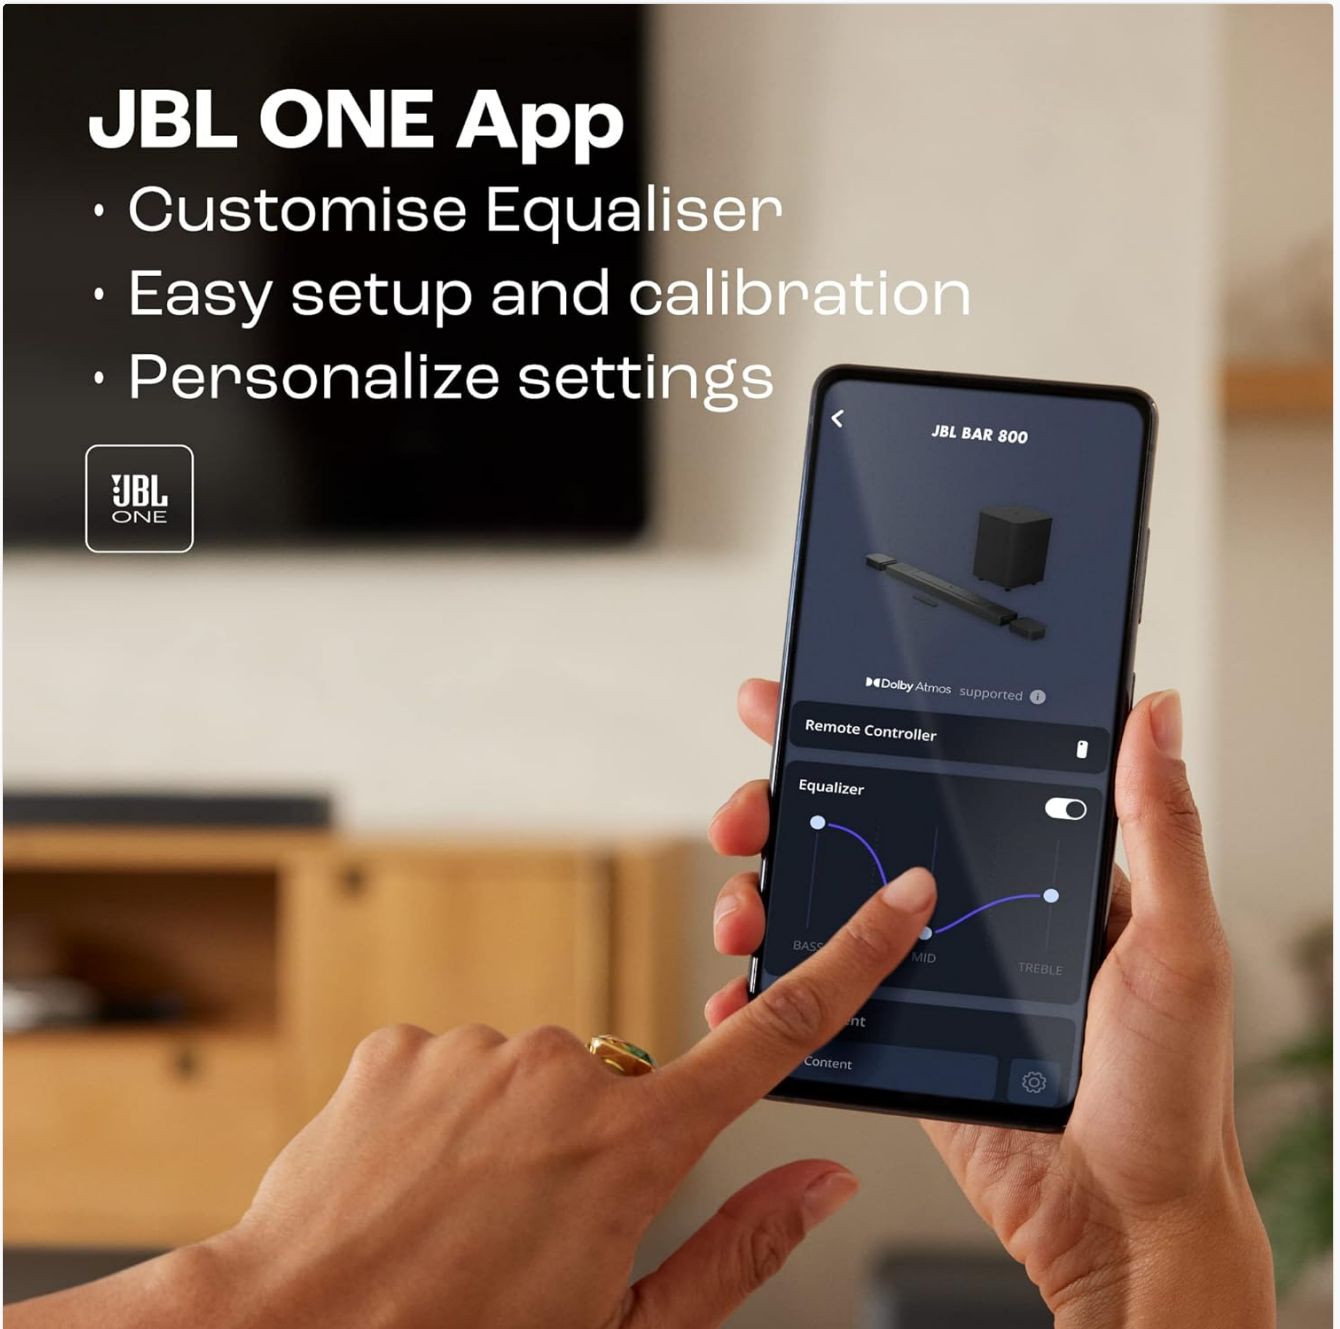 JBL ONE App
• Customise Equaliser
• Easy setup and calibration
• Personalize settings
JBL
ONE
JBL BAR 800
Dolby Atmos supported i
Remote Controller
Equalizer
BASS
MID
TREBLE
Content